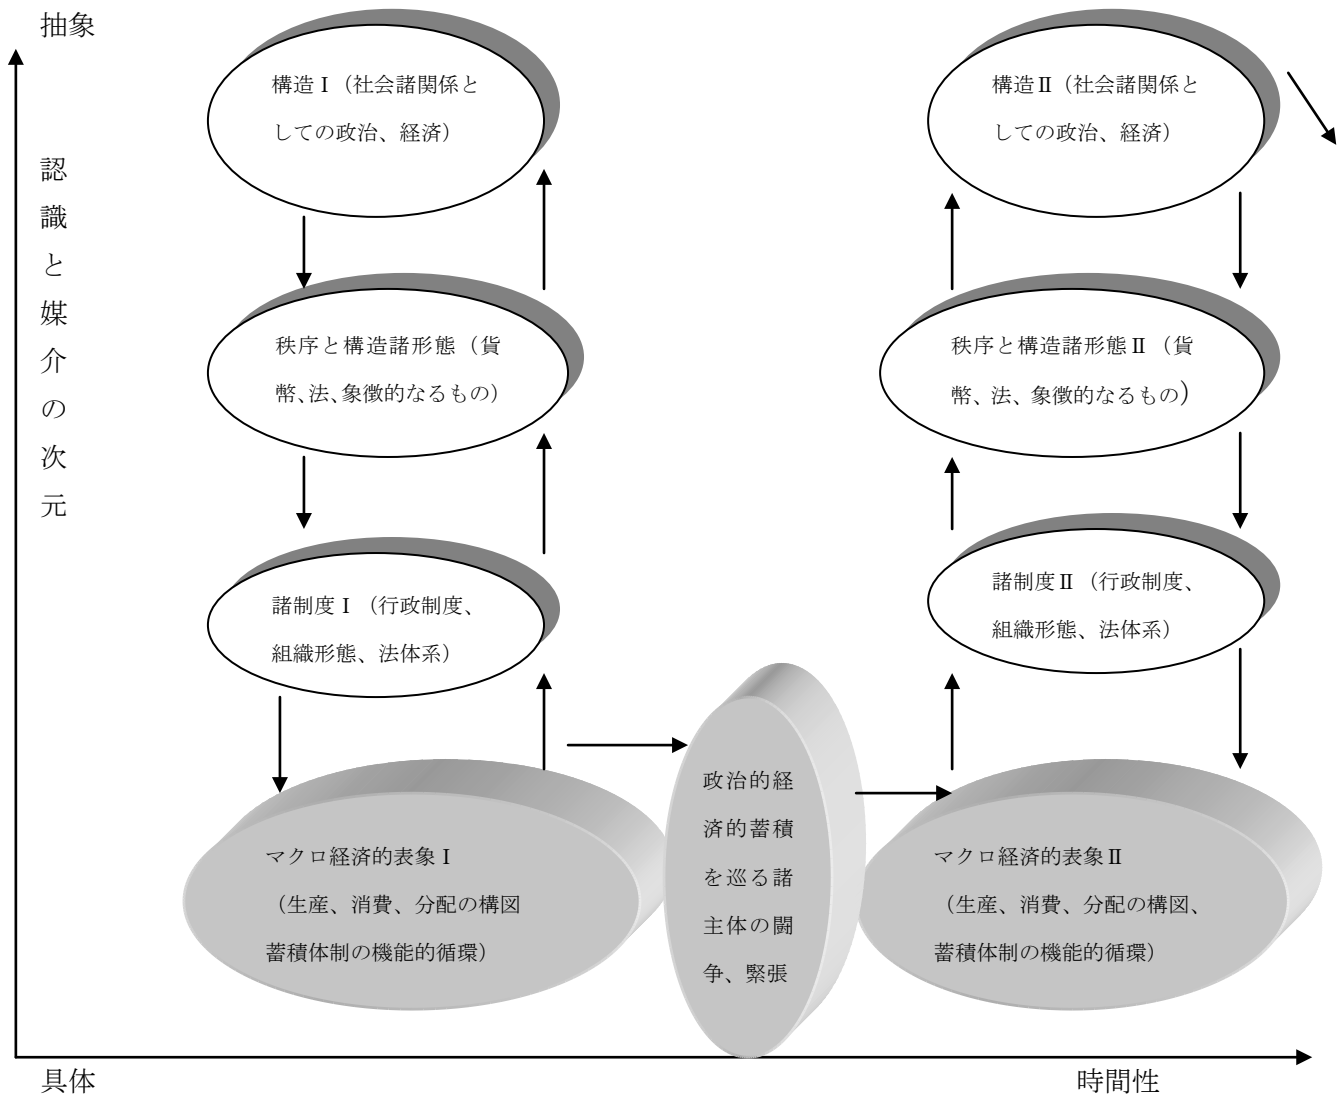 抽象
認識と媒介の次元
構造Ⅰ（社会諸関係と
しての政治、経済）
秩序と構造諸形態（貨
幣、法、象徴的なるもの）
諸制度Ⅰ（行政制度、
組織形態、法体系）
マクロ経済的表象Ⅰ
（生産、消費、分配の構図
蓄積体制の機能的循環）
政治的経
済的蓄積
を巡る諸
主体の闘
争、緊張
構造Ⅱ（社会諸関係と
しての政治、経済）
秩序と構造諸形態Ⅱ（貨
幣、法、象徴的なるもの)
諸制度Ⅱ（行政制度、
組織形態、法体系）
マクロ経済的表象Ⅱ
（生産、消費、分配の構図、
蓄積体制の機能的循環）
具体
時間性